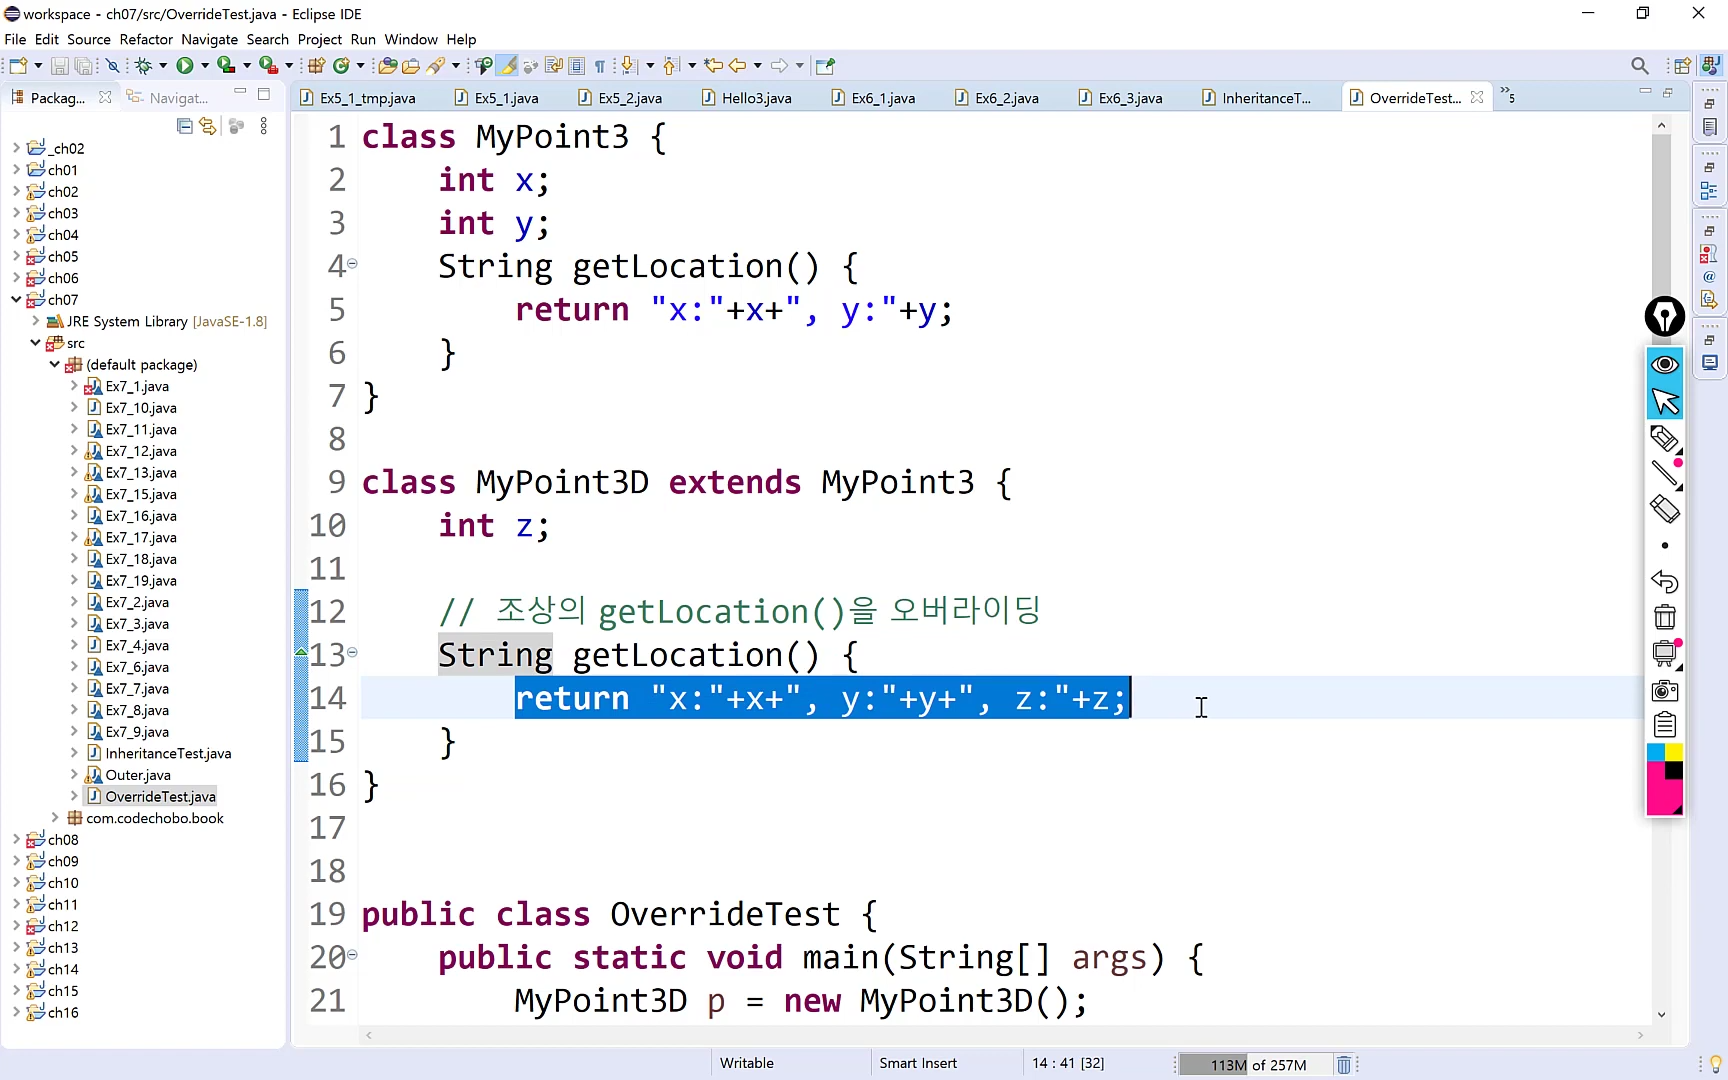 workspace - ch07/src/OverrideTest.java - Eclipse IDE
File Edit Source Refactor Navigate Search Project Run Window Help
Packag...
Navigat...
Ex5_1_tmp.java
Ex5_1.java
Ex5_2.java
Hello3.java
Ex6_1.java
Ex6_2.java
Ex6_3.java
InheritanceT...
OverrideTest...
»5
_ch02
ch01
ch02
ch03
ch04
ch05
ch06
ch07
JRE System Library [JavaSE-1.8]
src
(default package)
Ex7_1.java
Ex7_10.java
Ex7_11.java
Ex7_12.java
Ex7_13.java
Ex7_15.java
Ex7_16.java
Ex7_17.java
Ex7_18.java
Ex7_19.java
Ex7_2.java
Ex7_3.java
Ex7_4.java
Ex7_6.java
Ex7_7.java
Ex7_8.java
Ex7_9.java
InheritanceTest.java
Outer.java
OverrideTest.java
com.codechobo.book
ch08
ch09
ch10
ch11
ch12
ch13
ch14
ch15
ch16
1 class MyPoint3 {
2 int x;
3 int y;
4 String getLocation() {
5 return "x:"+x+", y:"+y;
6 }
7 }
8
9 class MyPoint3D extends MyPoint3 {
10 int z;
11
12 // 조상의 getLocation()을 오버라이딩
13 String getLocation() {
14 return "x:"+x+", y:"+y+", z:"+z;
15 }
16 }
17
18
19 public class OverrideTest {
20 public static void main(String[] args) {
21 MyPoint3D p = new MyPoint3D();
Writable
Smart Insert
14 : 41 [32]
113M of 257M